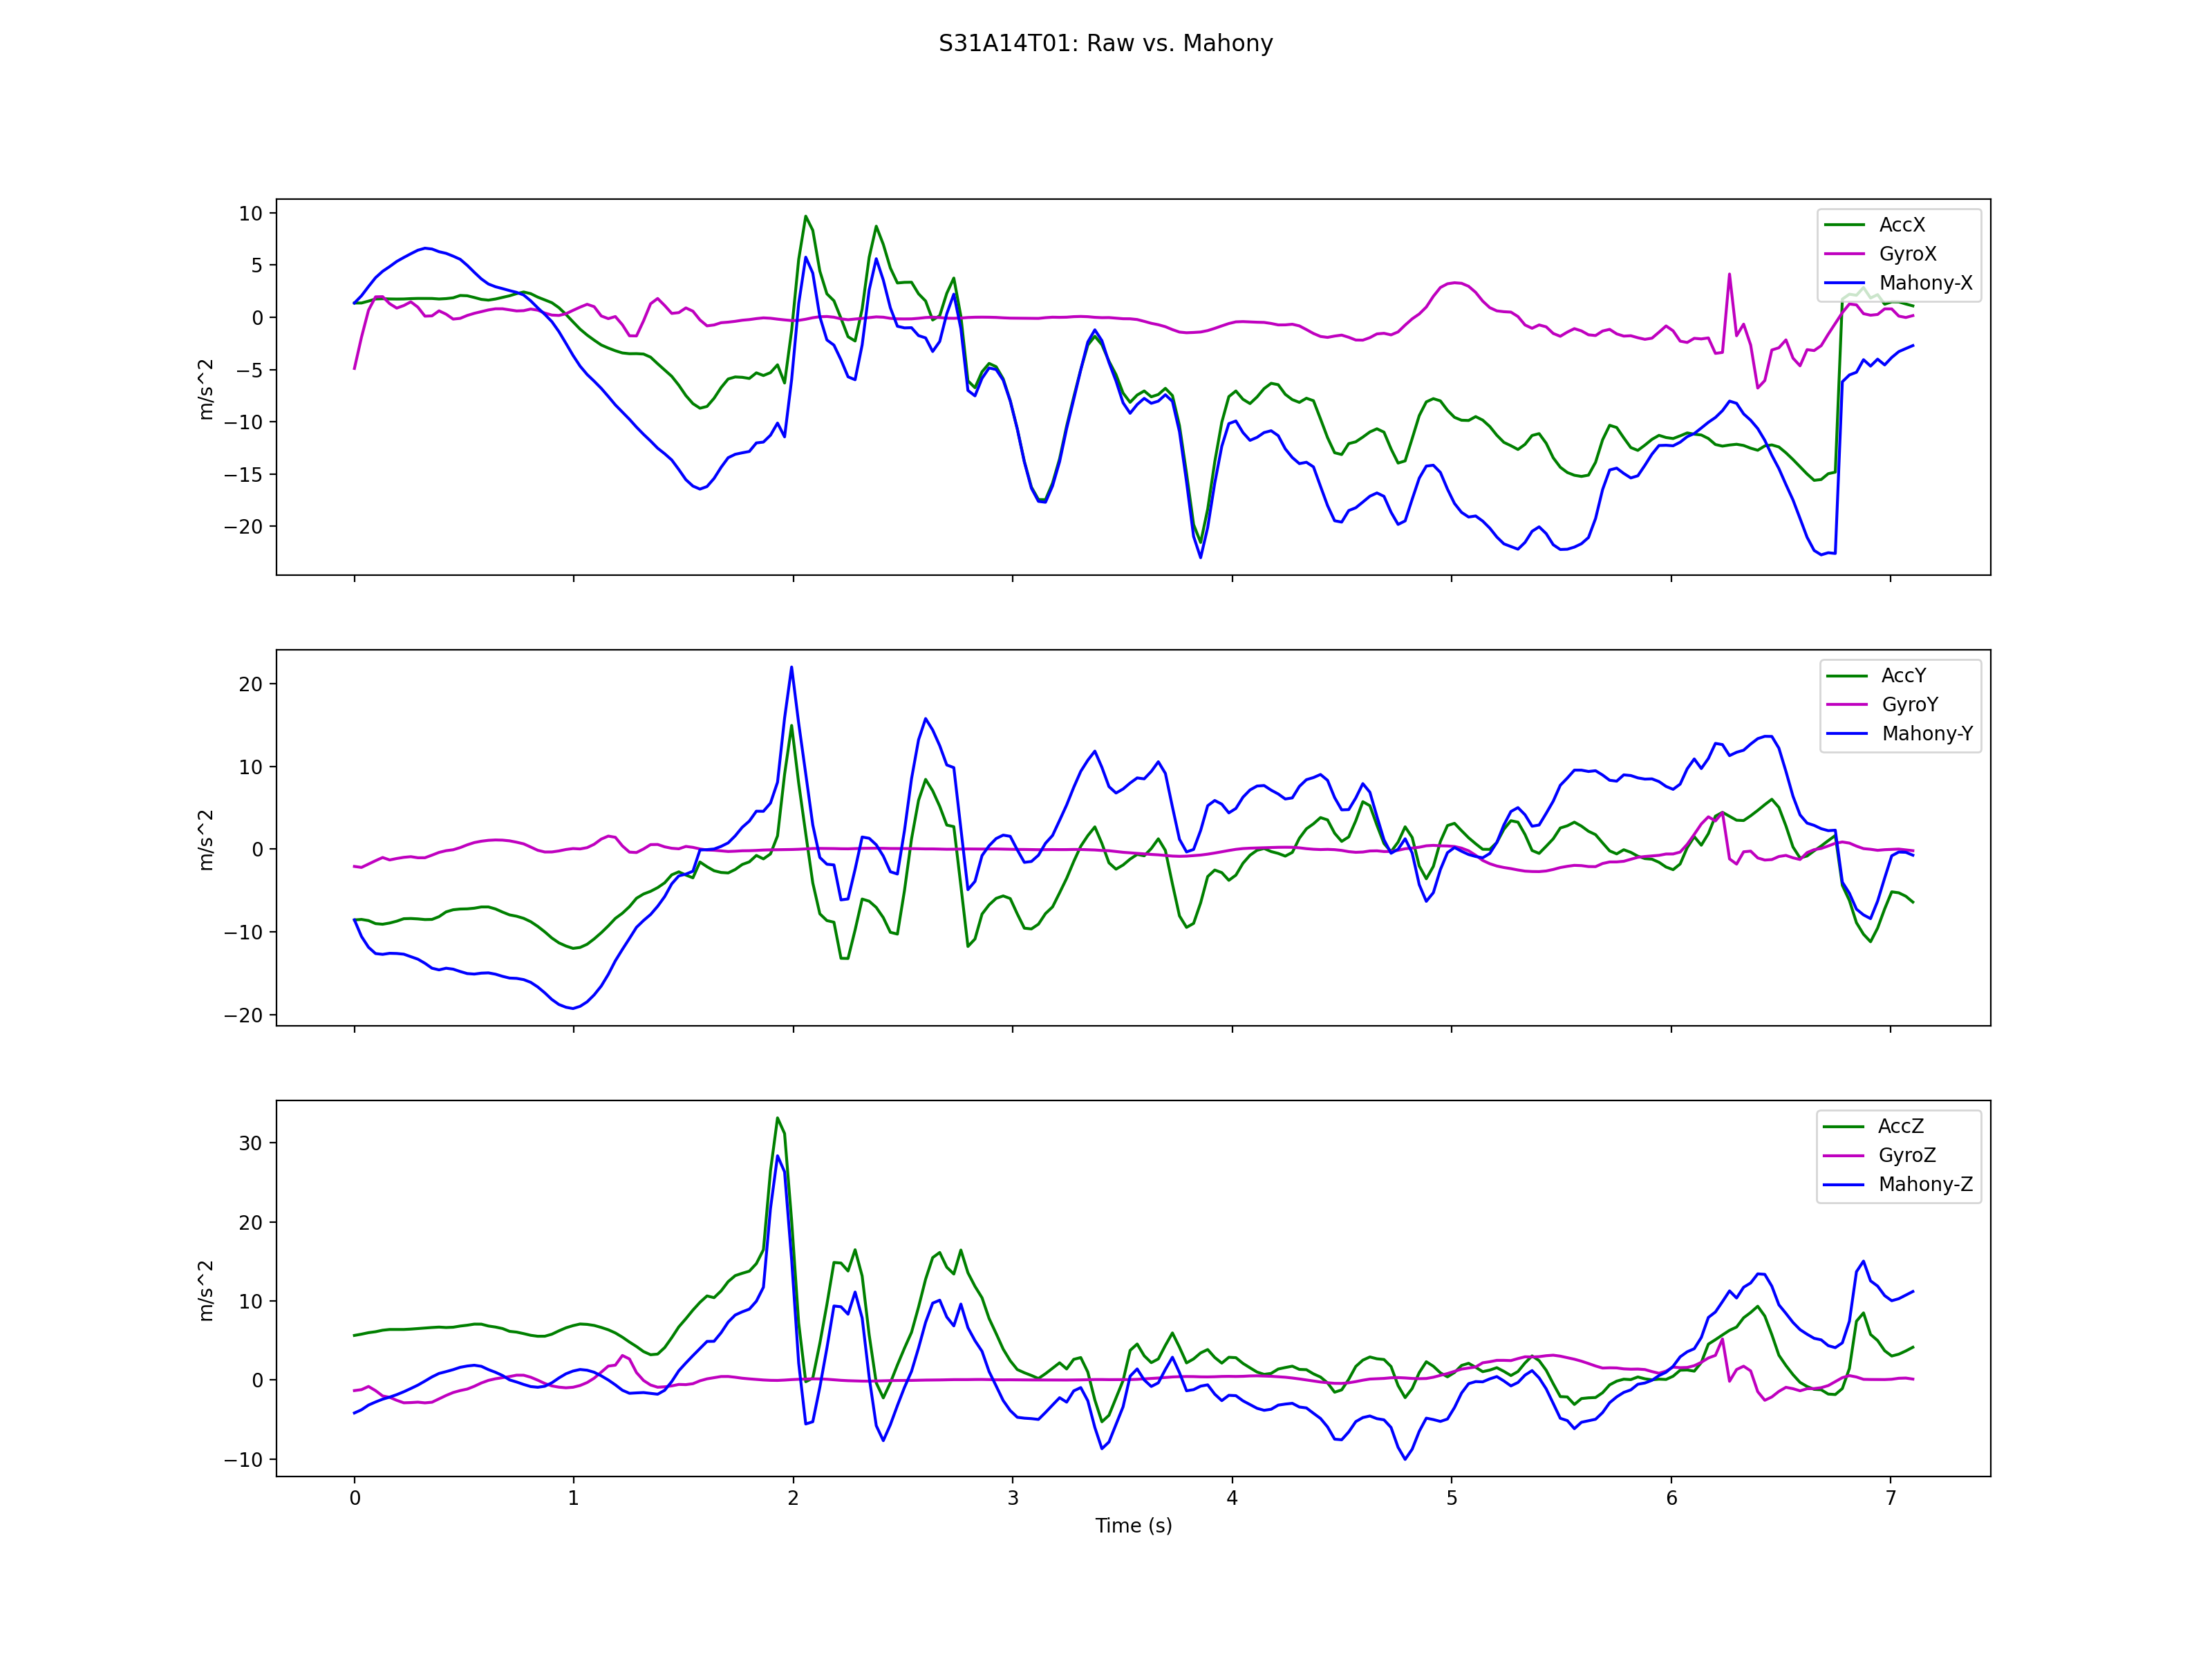 S31A14T01: Raw vs. Mahony
10
5
0
−5
−10
−15
−20
m/s^2
AccX
GyroX
Mahony-X
20
10
0
−10
−20
m/s^2
AccY
GyroY
Mahony-Y
30
20
10
0
−10
m/s^2
AccZ
GyroZ
Mahony-Z
0 1 2 3 4 5 6 7
Time (s)